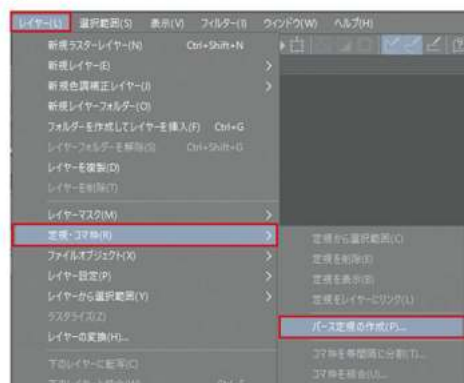 レイヤー(L) 選択範囲(S) 表示(V) フィルター(I) ウィンドウ(W) ヘルプ(H)
新規ラスターレイヤー(N) Ctrl+Shift+N
新規レイヤー(E)
新規色調補正レイヤー(J)
新規レイヤーフォルダー(O)
フォルダーを作成してレイヤーを挿入(F) Ctrl+G
レイヤーフォルダーを解除(G) Ctrl+Shift+G
レイヤーを複製(D)
レイヤーを削除(T)
レイヤーマスク(M)
定規・コマ枠(R)
定規から選択範囲(C)
ファイルオブジェクト(X)
定規を削除(E)
レイヤー設定(P)
定規を表示(B)
レイヤーから選択範囲(Y)
定規をレイヤーにリンク(L)
ラスタライズ(Z)
パース定規の作成(P)...
レイヤーの変換(H)...
コマ枠を等間隔に分割(T)...
下のレイヤーに転写(C)
コマ枠を結合(U)...